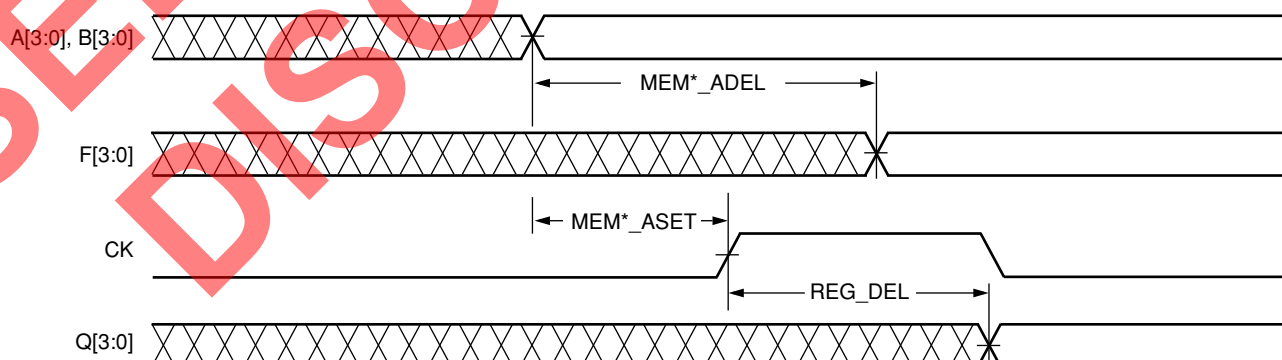 A[3:0], B[3:0]
MEM*_ADEL
F[3:0]
MEM*_ASET
CK
REG_DEL
Q[3:0]